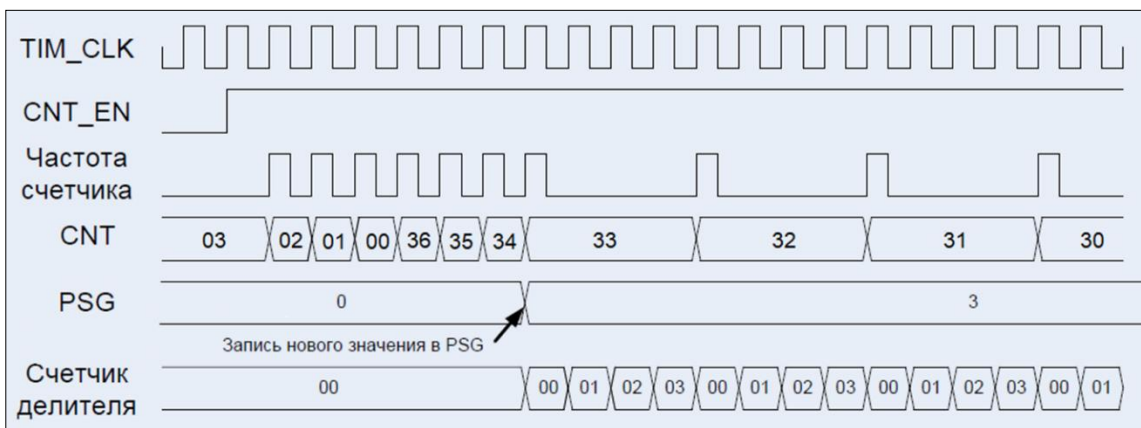 TIM_CLK
CNT_EN
Частота
счетчика
CNT 03 02 01 00 36 35 34 33 32 31 30
PSG 0 3
Запись нового значения в PSG
Счетчик
делителя
00 00 01 02 03 00 01 02 03 00 01 02 03 00 01